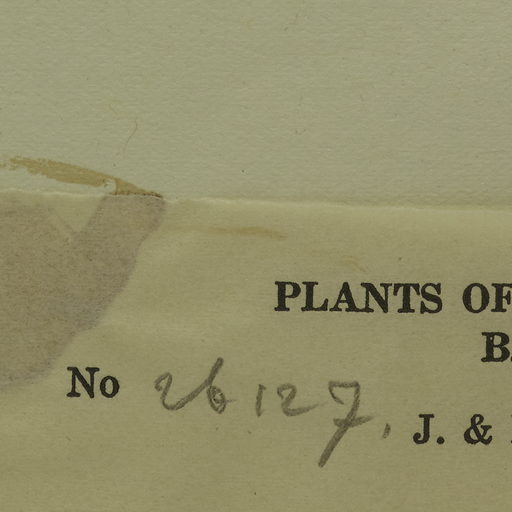 PLANTS OF
No 26127.
J. &